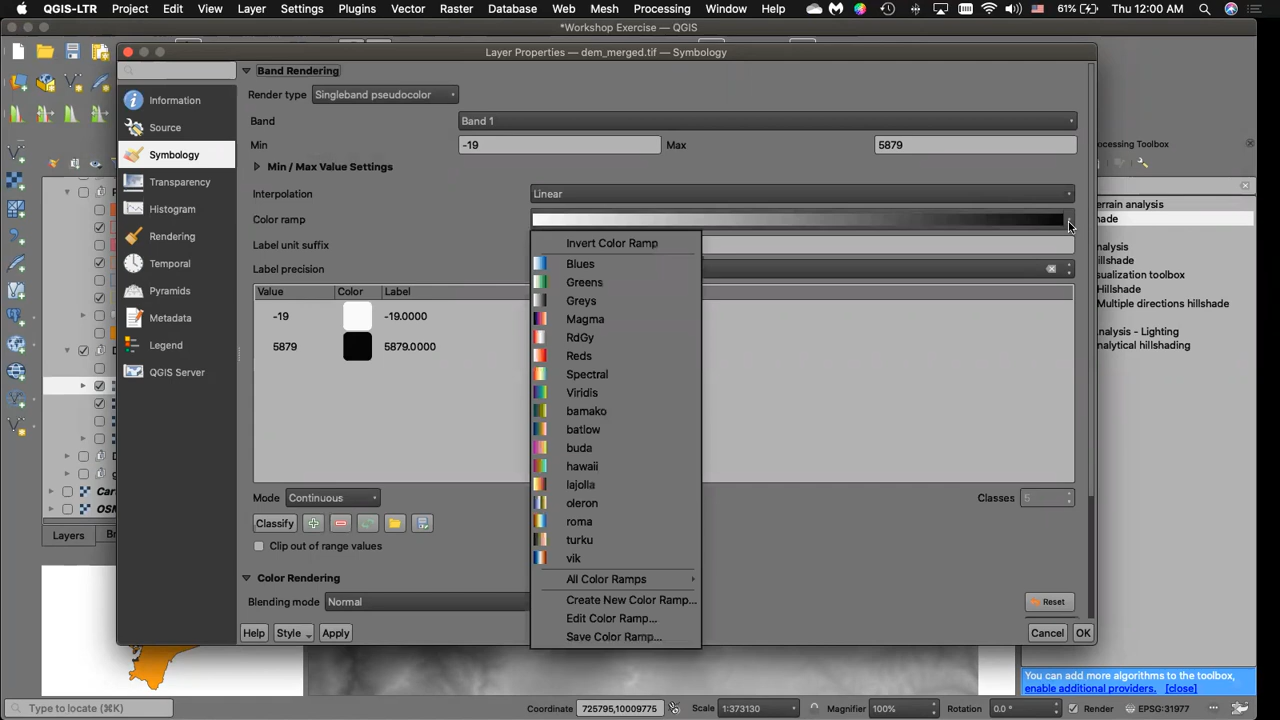 QGIS-LTR Project Edit View Layer Settings Plugins Vector Raster Database Web Mesh Processing Window Help 61% Thu 12:00 AM
*Workshop Exercise — QGIS
Layer Properties — dem_merged.tif — Symbology
Information
Source
Symbology
Transparency
Histogram
Rendering
Temporal
Pyramids
Metadata
Legend
QGIS Server
Band Rendering
Render type Singleband pseudocolor
Band Band 1
Min -19 Max 5879
Min / Max Value Settings
Interpolation Linear
Color ramp
Label unit suffix
Label precision
Value Color Label
-19 -19.0000
5879 5879.0000
Invert Color Ramp
Blues
Greens
Greys
Magma
RdGy
Reds
Spectral
Viridis
bamako
batlow
buda
hawaii
lajolla
oleron
roma
turku
vik
All Color Ramps
Create New Color Ramp...
Edit Color Ramp...
Save Color Ramp...
Mode Continuous Classes 5
Classify
Clip out of range values
Color Rendering
Blending mode Normal Reset
Help Style Apply Cancel OK
Processing Toolbox
errain analysis
hade
nalysis
Hillshade
ualization toolbox
Hillshade
Multiple directions hillshade
nalysis - Lighting
nalytical hillshading
Layers Br
You can add more algorithms to the toolbox,
enable additional providers. [close]
Type to locate (⌘K) Coordinate 725795,10009775 Scale 1:373130 Magnifier 100% Rotation 0.0 ° Render EPSG:31977